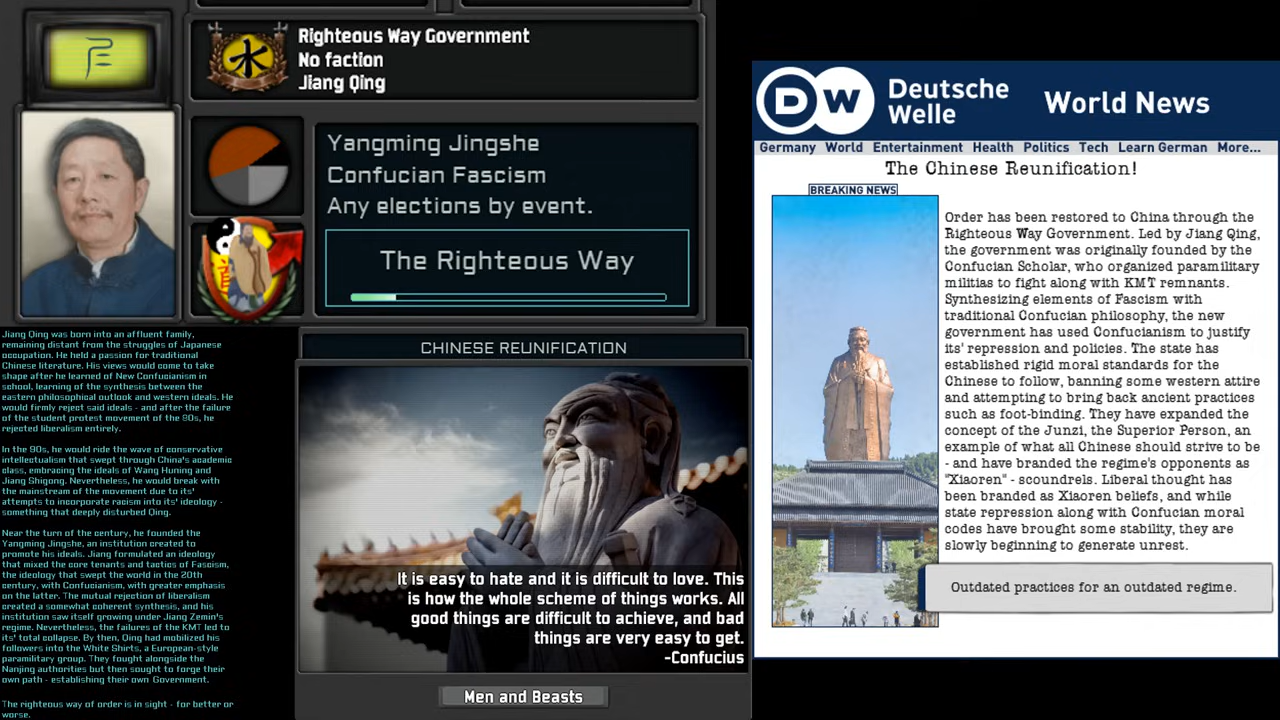 Righteous Way Government
No faction
Jiang Qing
Yangming Jingshe
Confucian Fascism
Any elections by event.
The Righteous Way
Jiang Qing was born into an affluent family,
remaining distant from the struggles of Japanese
occupation. He held a passion for traditional
Chinese literature. His views would come to take
shape after he learned of New Confucianism in
school, learning of the synthesis between the
eastern philosophical outlook and western ideals. He
would firmly reject said ideals - and after the failure
of the student protest movement of the 80s, he
rejected liberalism entirely.
In the 90s, he would ride the wave of conservative
intellectualism that swept through China's academic
class, embracing the ideals of Wang Huning and
Jiang Shigong. Nevertheless, he would break with
the mainstream of the movement due to its'
attempts to incorporate racism into its' ideology -
something that deeply disturbed Qing.
Near the turn of the century, he founded the
Yangming Jingshe, an institution created to
promote his ideals. Jiang formulated an ideology
that mixed the core tenants and tactics of Fascism,
the ideology that swept the world in the 20th
century, with Confucianism, with greater emphasis
on the latter. The mutual rejection of liberalism
created a somewhat coherent synthesis, and his
institution saw itself growing under Jiang Zemin's
regime. Nevertheless, the failures of the KMT led to
its' total collapse. By then, Qing had mobilized his
followers into the White Shirts, a European-style
paramilitary group. They fought alongside the
Nanjing authorities but then sought to forge their
own path - establishing their own Government.
The righteous way of order is in sight - for better or
worse.
CHINESE REUNIFICATION
It is easy to hate and it is difficult to love. This
is how the whole scheme of things works. All
good things are difficult to achieve, and bad
things are very easy to get.
-Confucius
Men and Beasts
DW
Deutsche
Welle
World News
Germany World Entertainment Health Politics Tech Learn German More...
The Chinese Reunification!
BREAKING NEWS
Order has been restored to China through the
Righteous Way Government. Led by Jiang Qing,
the government was originally founded by the
Confucian Scholar, who organized paramilitary
militias to fight along with KMT remnants.
Synthesizing elements of Fascism with
traditional Confucian philosophy, the new
government has used Confucianism to justify
its' repression and policies. The state has
established rigid moral standards for the
Chinese to follow, banning some western attire
and attempting to bring back ancient practices
such as foot-binding. They have expanded the
concept of the Junzi, the Superior Person, an
example of what all Chinese should strive to be
- and have branded the regime's opponents as
"Xiaoren" - scoundrels. Liberal thought has
been branded as Xiaoren beliefs, and while
state repression along with Confucian moral
codes have brought some stability, they are
slowly beginning to generate unrest.
Outdated practices for an outdated regime.